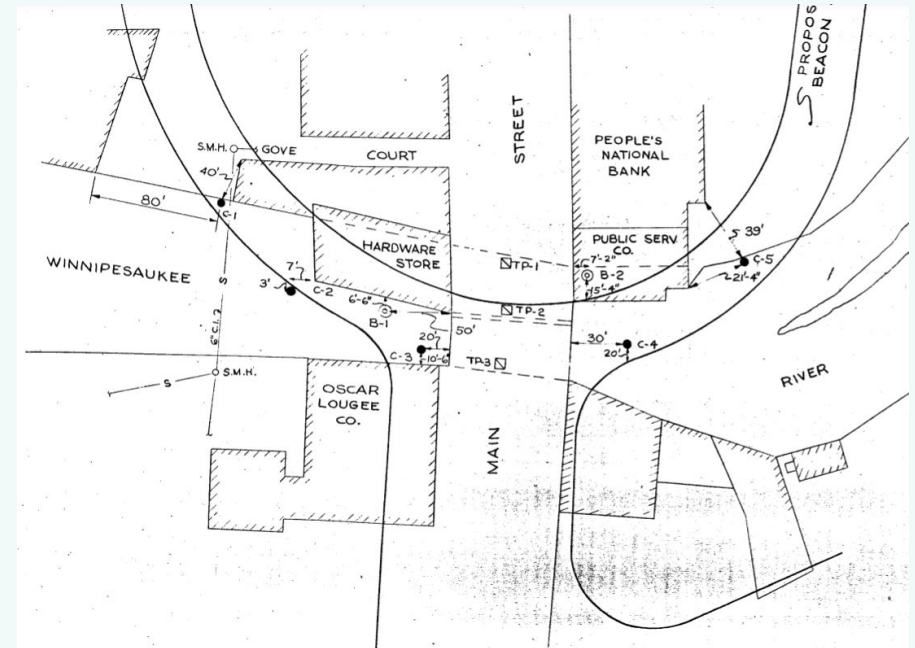 S PROPOS
BEACON
STREET
PEOPLE'S
NATIONAL
BANK
S.M.H.
GOVE
COURT
40'
80'
C-1
HARDWARE
STORE
PUBLIC SERV
CO.
S 39'
C-5
TP-1
7'-2"
B-2
15'-4"
21'-4"
WINNIPESAUKEE
S
7'
3'
C-2
6'-6"
B-1
TP-2
50'
6" C.I.
20'
C-3
10'-6"
30'
C-4
20'
TP-3
S
S.M.H.
OSCAR
LOUGEE
CO.
RIVER
MAIN